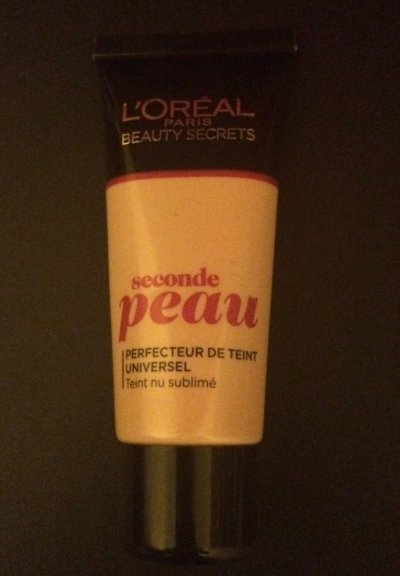 L'ORÉAL
PARIS
BEAUTY SECRETS
seconde
peau
PERFECTEUR DE TEINT
UNIVERSEL
Teint nu sublimé